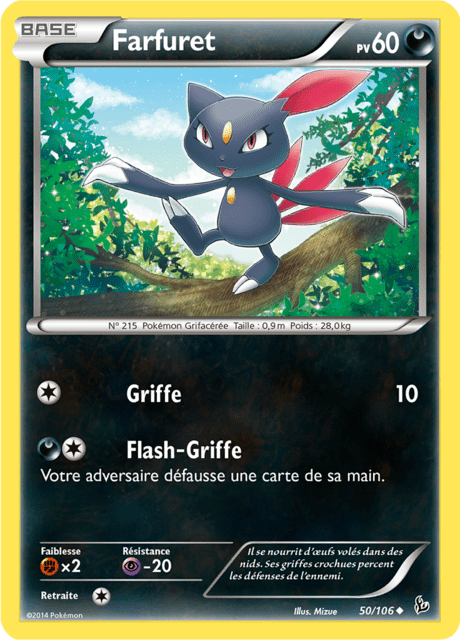 BASE
Farfuret
PV60
N° 215 Pokémon Grifacérée Taille : 0,9 m Poids : 28,0 kg
Griffe 10
Flash-Griffe
Votre adversaire défausse une carte de sa main.
Faiblesse Résistance
×2 -20
Retraite
Il se nourrit d'œufs volés dans des
nids. Ses griffes crochues percent
les défenses de l'ennemi.
©2014 Pokémon
Illus. Mizue 50/106